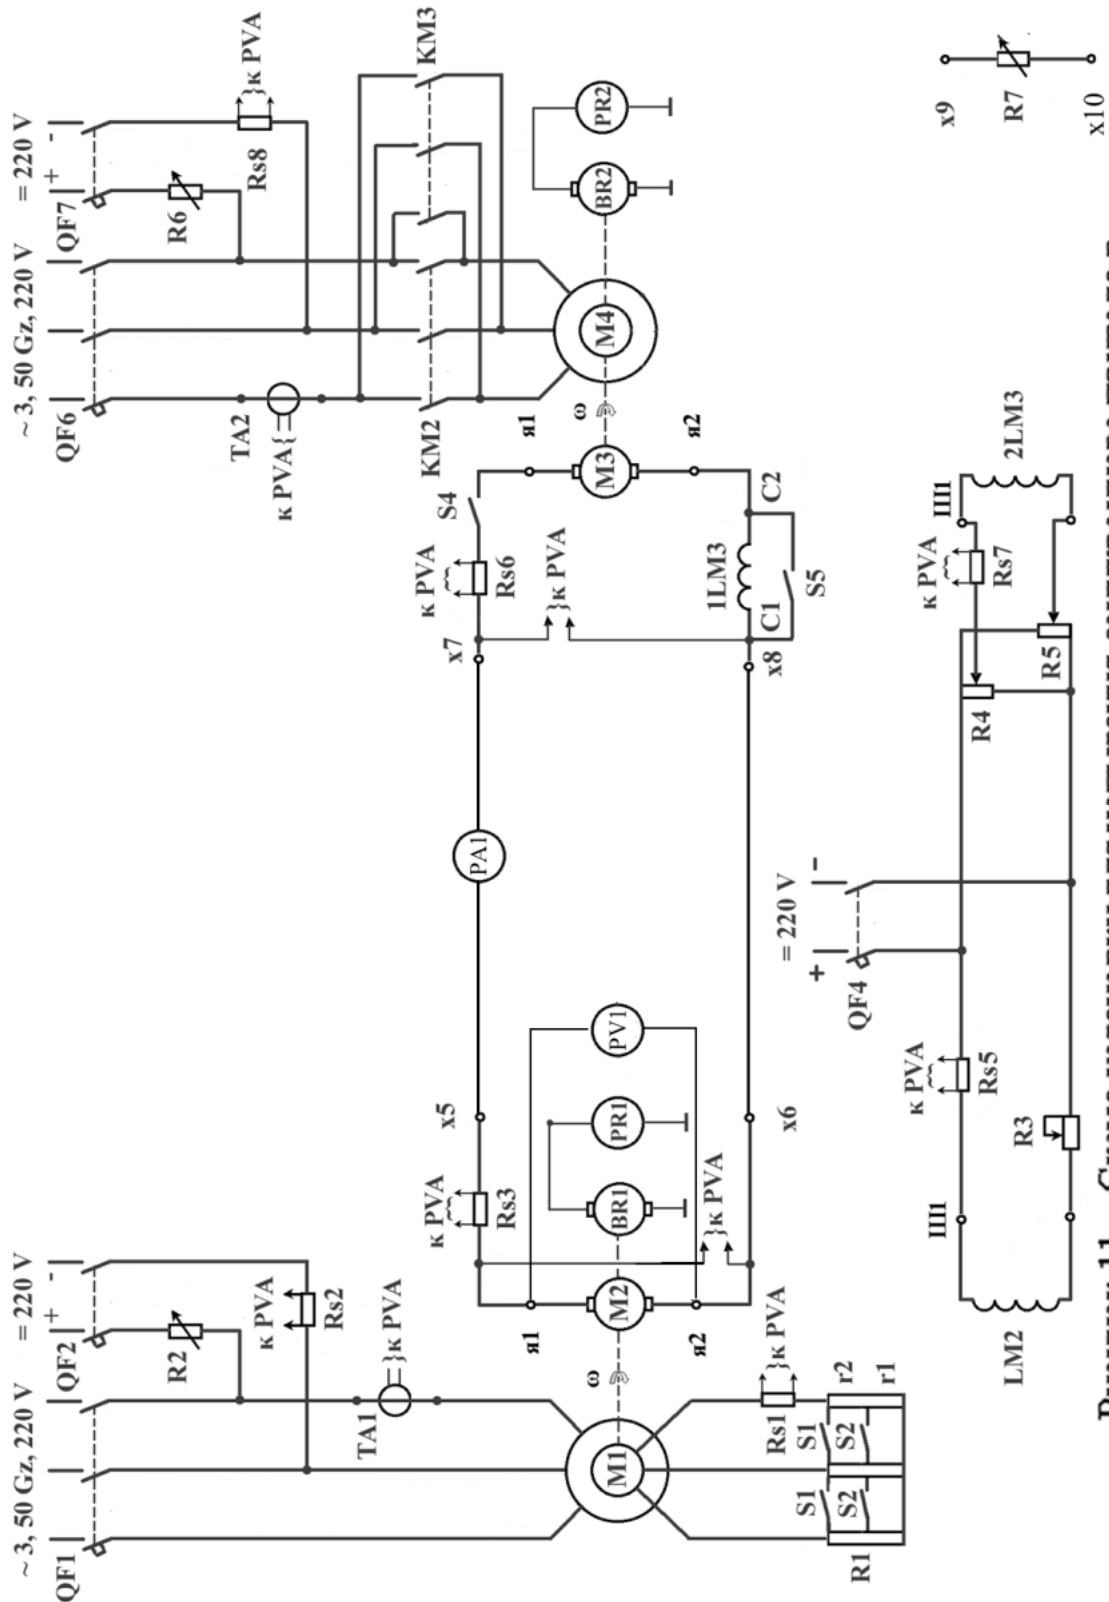 ~ 3, 50 Gz, 220 V
= 220 V
+ -
QF1
QF2
R2
к PVA
Rs2
TA1
}к PVA
ω
M1
Rs1
}к PVA
S1
S1
r2
S2
S2
r1
R1
я1
M2
я2
к PVA
Rs3
BR1
PR1
PV1
}к PVA
x5
x6
PA1
x7
x8
к PVA
Rs6
S4
}к PVA
1LM3
C1
C2
S5
~ 3, 50 Gz, 220 V
= 220 V
+ -
QF6
QF7
R6
Rs8
}к PVA
TA2
к PVA{
KM2
KM3
я1
ω
M3
я2
M4
BR2
PR2
= 220 V
+ -
QF4
LM2
Ш1
к PVA
Rs5
R3
R4
R5
к PVA
Rs7
Ш1
2LM3
x9
R7
x10
Рисунок 11